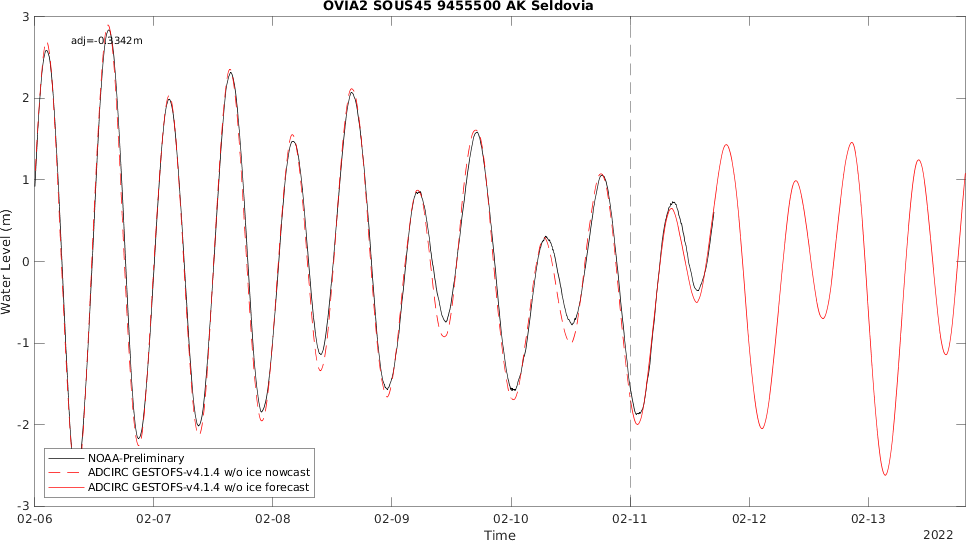 OVIA2 SOUS45 9455500 AK Seldovia
adj=-0.3342m
3
2
1
0
-1
-2
-3
Water Level (m)
NOAA-Preliminary
ADCIRC GESTOFS-v4.1.4 w/o ice nowcast
ADCIRC GESTOFS-v4.1.4 w/o ice forecast
02-06 02-07 02-08 02-09 02-10 02-11 02-12 02-13
Time
2022